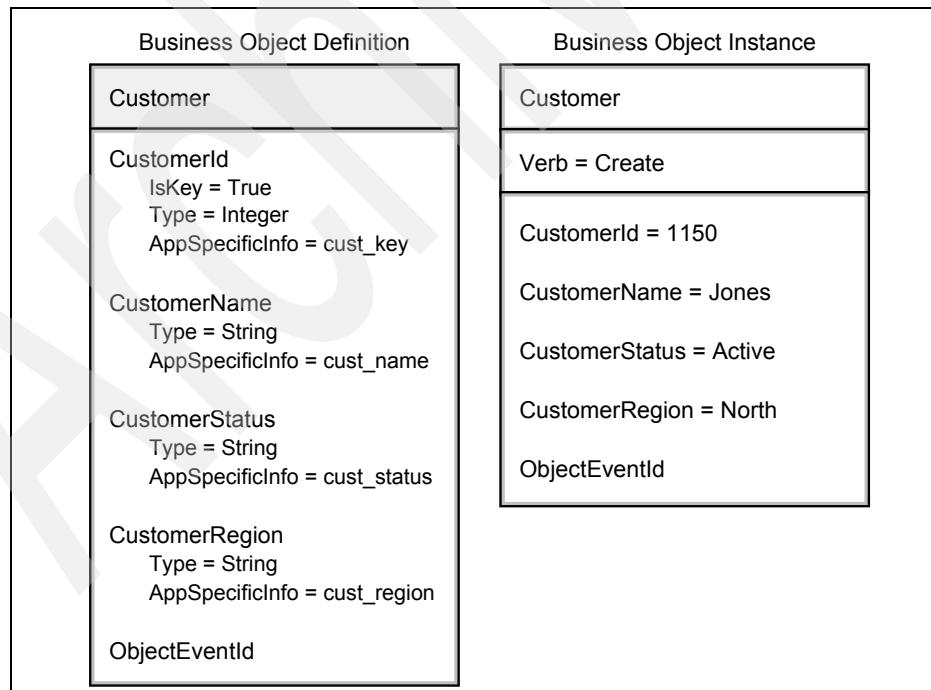 Business Object Definition
Customer
CustomerId
IsKey = True
Type = Integer
AppSpecificInfo = cust_key
CustomerName
Type = String
AppSpecificInfo = cust_name
CustomerStatus
Type = String
AppSpecificInfo = cust_status
CustomerRegion
Type = String
AppSpecificInfo = cust_region
ObjectEventId
Business Object Instance
Customer
Verb = Create
CustomerId = 1150
CustomerName = Jones
CustomerStatus = Active
CustomerRegion = North
ObjectEventId